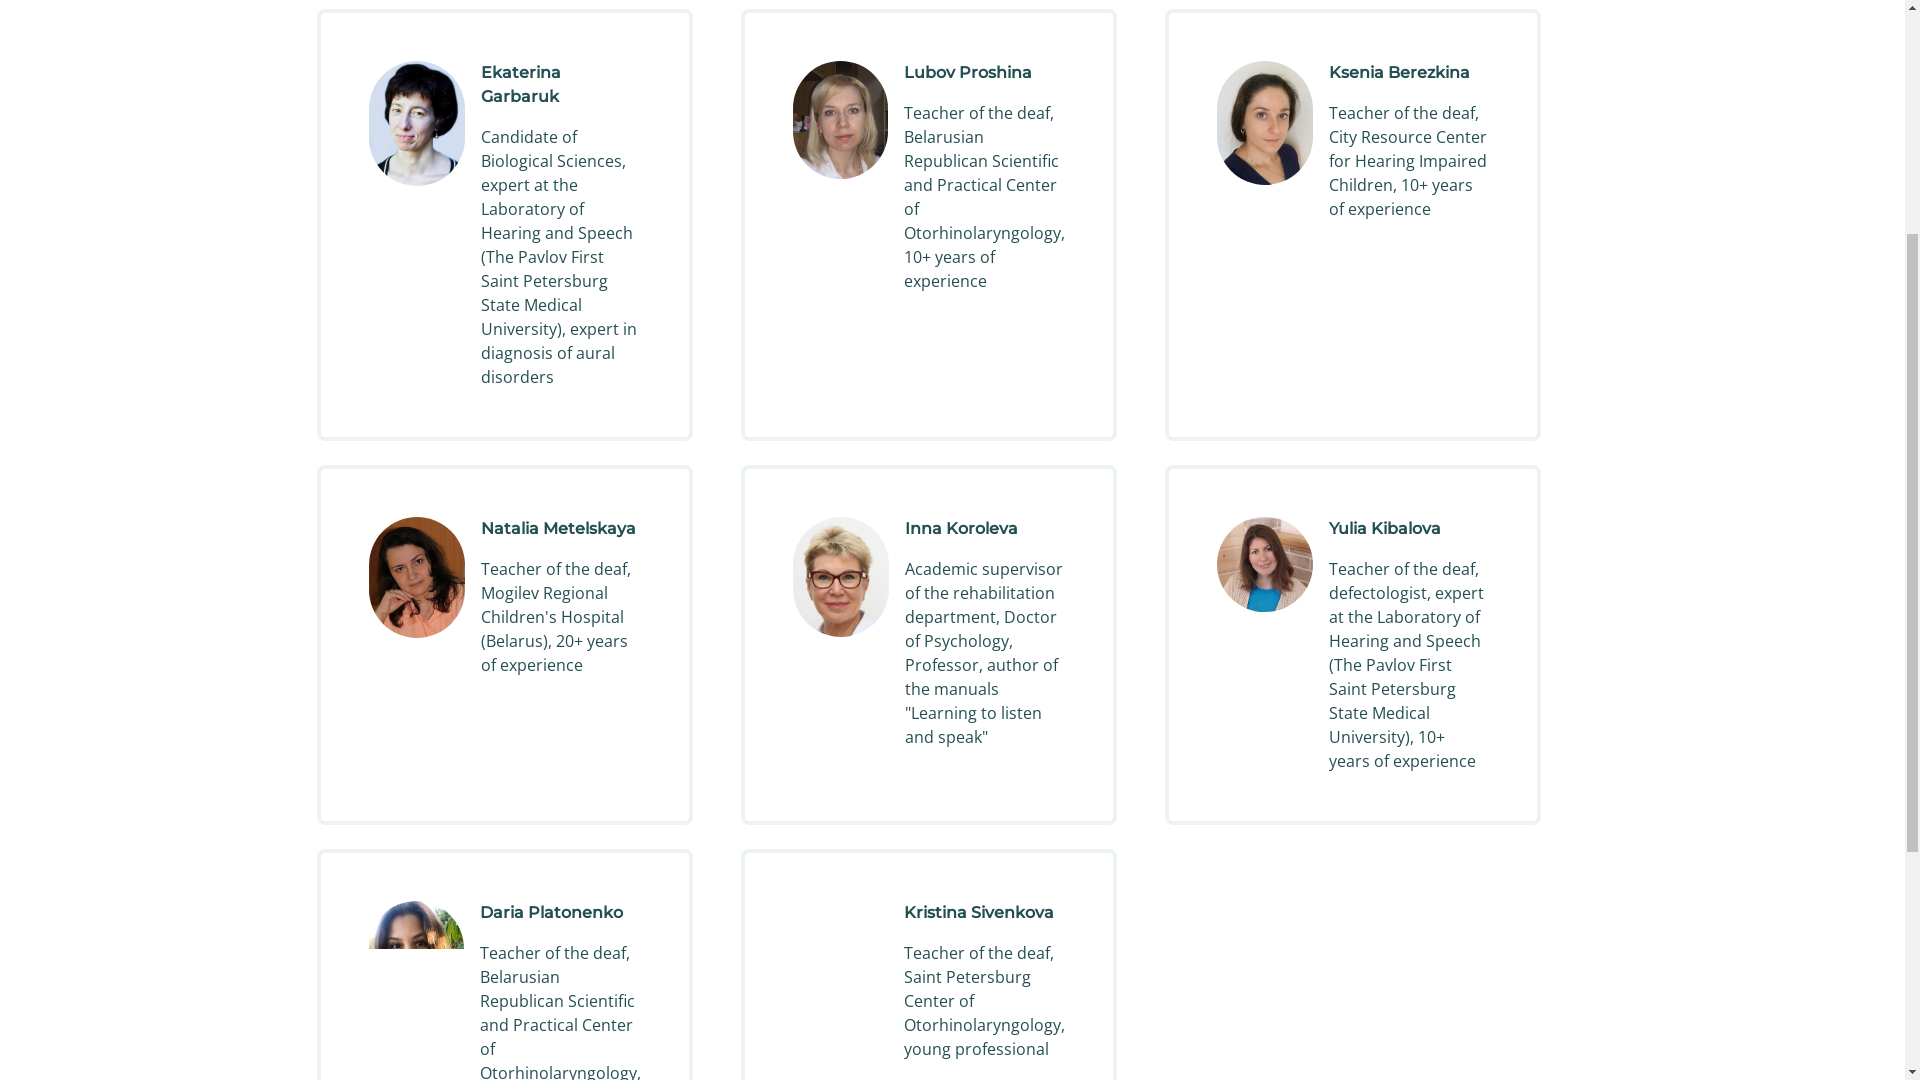 Ekaterina
Garbaruk
Candidate of
Biological Sciences,
expert at the
Laboratory of
Hearing and Speech
(The Pavlov First
Saint Petersburg
State Medical
University), expert in
diagnosis of aural
disorders
Lubov Proshina
Teacher of the deaf,
Belarusian
Republican Scientific
and Practical Center
of
Otorhinolaryngology,
10+ years of
experience
Ksenia Berezkina
Teacher of the deaf,
City Resource Center
for Hearing Impaired
Children, 10+ years
of experience
Natalia Metelskaya
Teacher of the deaf,
Mogilev Regional
Children's Hospital
(Belarus), 20+ years
of experience
Inna Koroleva
Academic supervisor
of the rehabilitation
department, Doctor
of Psychology,
Professor, author of
the manuals
"Learning to listen
and speak"
Yulia Kibalova
Teacher of the deaf,
defectologist, expert
at the Laboratory of
Hearing and Speech
(The Pavlov First
Saint Petersburg
State Medical
University), 10+
years of experience
Daria Platonenko
Teacher of the deaf,
Belarusian
Republican Scientific
and Practical Center
of
Otorhinolaryngology,
Kristina Sivenkova
Teacher of the deaf,
Saint Petersburg
Center of
Otorhinolaryngology,
young professional